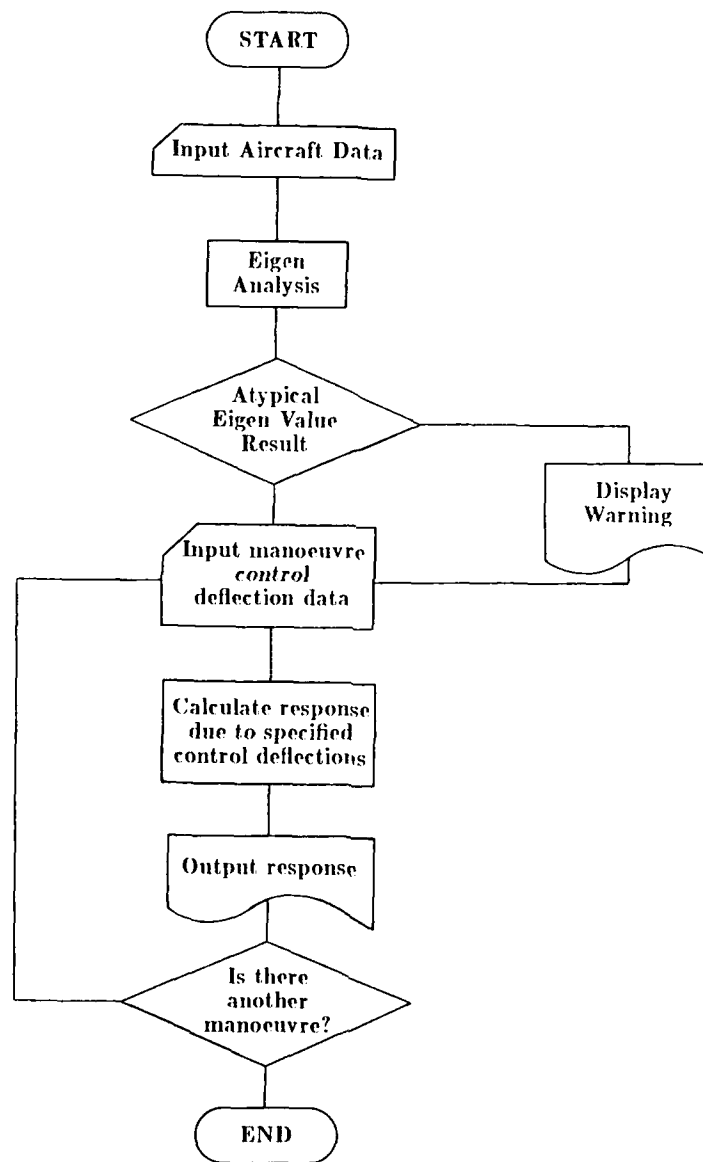 START
Input Aircraft Data
Eigen
Analysis
Atypical
Eigen Value
Result
Display
Warning
Input manoeuvre
control
deflection data
Calculate response
due to specified
control deflections
Output response
Is there
another
manoeuvre?
END